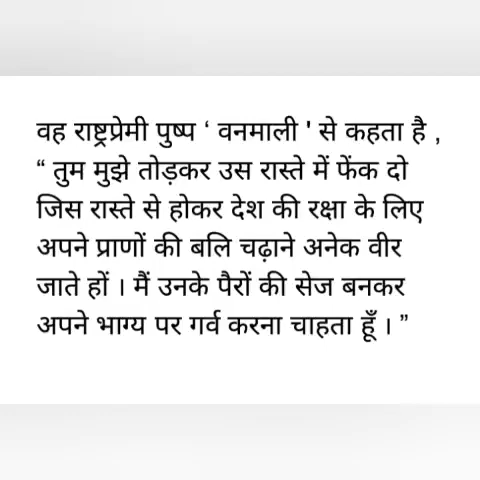 वह राष्ट्रप्रेमी पुष्प ‘ वनमाली ' से कहता है ,
“ तुम मुझे तोड़कर उस रास्ते में फेंक दो
जिस रास्ते से होकर देश की रक्षा के लिए
अपने प्राणों की बलि चढ़ाने अनेक वीर
जाते हों । मैं उनके पैरों की सेज बनकर
अपने भाग्य पर गर्व करना चाहता हूँ । ”